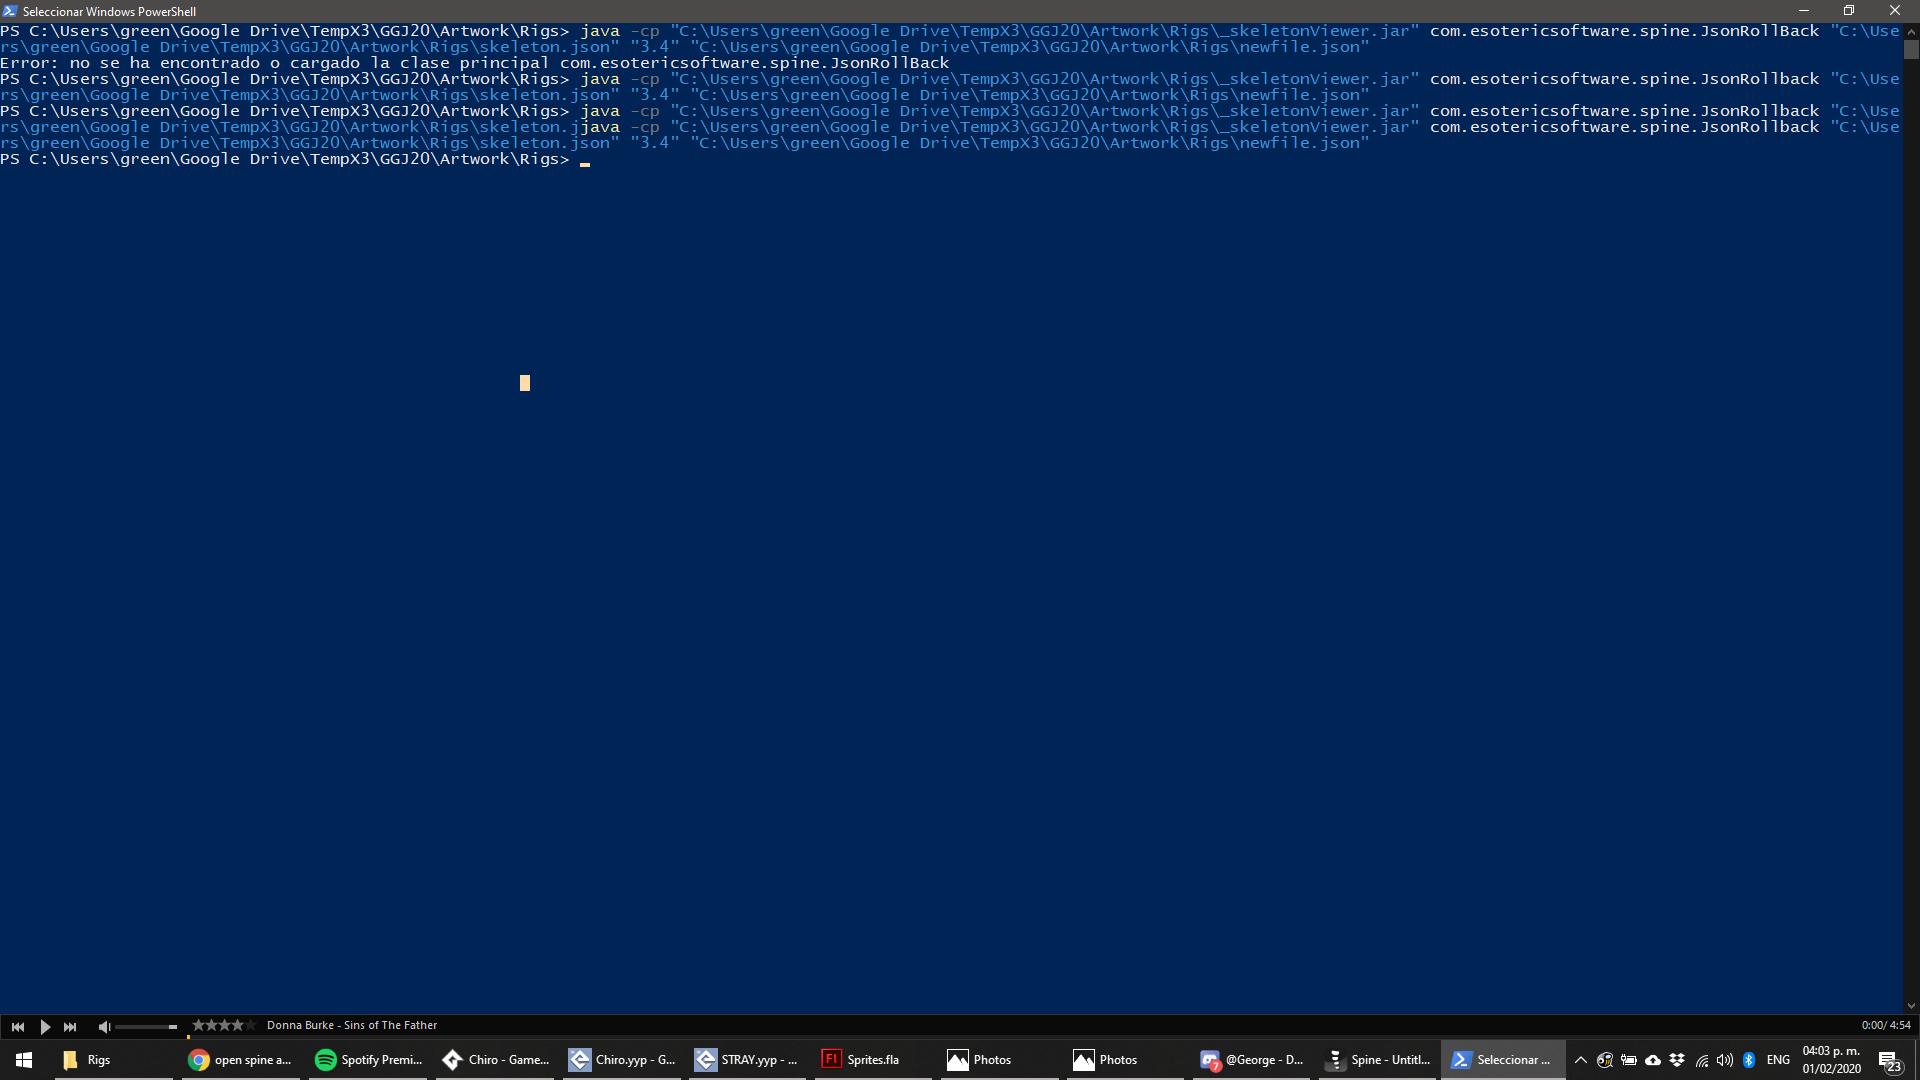 Seleccionar Windows PowerShell
PS C:\Users\green\Google Drive\TempX3\GGJ20\Artwork\Rigs> java -cp "C:\Users\green\Google Drive\TempX3\GGJ20\Artwork\Rigs\_skeletonViewer.jar" com.esotericsoftware.spine.JsonRollBack "C:\Use
rs\green\Google Drive\TempX3\GGJ20\Artwork\Rigs\skeleton.json" "3.4" "C:\Users\green\Google Drive\TempX3\GGJ20\Artwork\Rigs\newfile.json"
Error: no se ha encontrado o cargado la clase principal com.esotericsoftware.spine.JsonRollBack
PS C:\Users\green\Google Drive\TempX3\GGJ20\Artwork\Rigs> java -cp "C:\Users\green\Google Drive\TempX3\GGJ20\Artwork\Rigs\_skeletonViewer.jar" com.esotericsoftware.spine.JsonRollback "C:\Use
rs\green\Google Drive\TempX3\GGJ20\Artwork\Rigs\skeleton.json" "3.4" "C:\Users\green\Google Drive\TempX3\GGJ20\Artwork\Rigs\newfile.json"
PS C:\Users\green\Google Drive\TempX3\GGJ20\Artwork\Rigs> java -cp "C:\Users\green\Google Drive\TempX3\GGJ20\Artwork\Rigs\_skeletonViewer.jar" com.esotericsoftware.spine.JsonRollback "C:\Use
rs\green\Google Drive\TempX3\GGJ20\Artwork\Rigs\skeleton.jjava -cp "C:\Users\green\Google Drive\TempX3\GGJ20\Artwork\Rigs\_skeletonViewer.jar" com.esotericsoftware.spine.JsonRollback "C:\Use
rs\green\Google Drive\TempX3\GGJ20\Artwork\Rigs\skeleton.json" "3.4" "C:\Users\green\Google Drive\TempX3\GGJ20\Artwork\Rigs\newfile.json"
PS C:\Users\green\Google Drive\TempX3\GGJ20\Artwork\Rigs>
Donna Burke - Sins of The Father
0:00/ 4:54
Rigs
open spine a...
Spotify Premi...
Chiro - Game...
Chiro.yyp - G...
STRAY.yyp - ...
Fl
Sprites.fla
Photos
Photos
7
@George - D...
Spine - Untitl...
Seleccionar ...
ENG
04:03 p. m.
01/02/2020
23